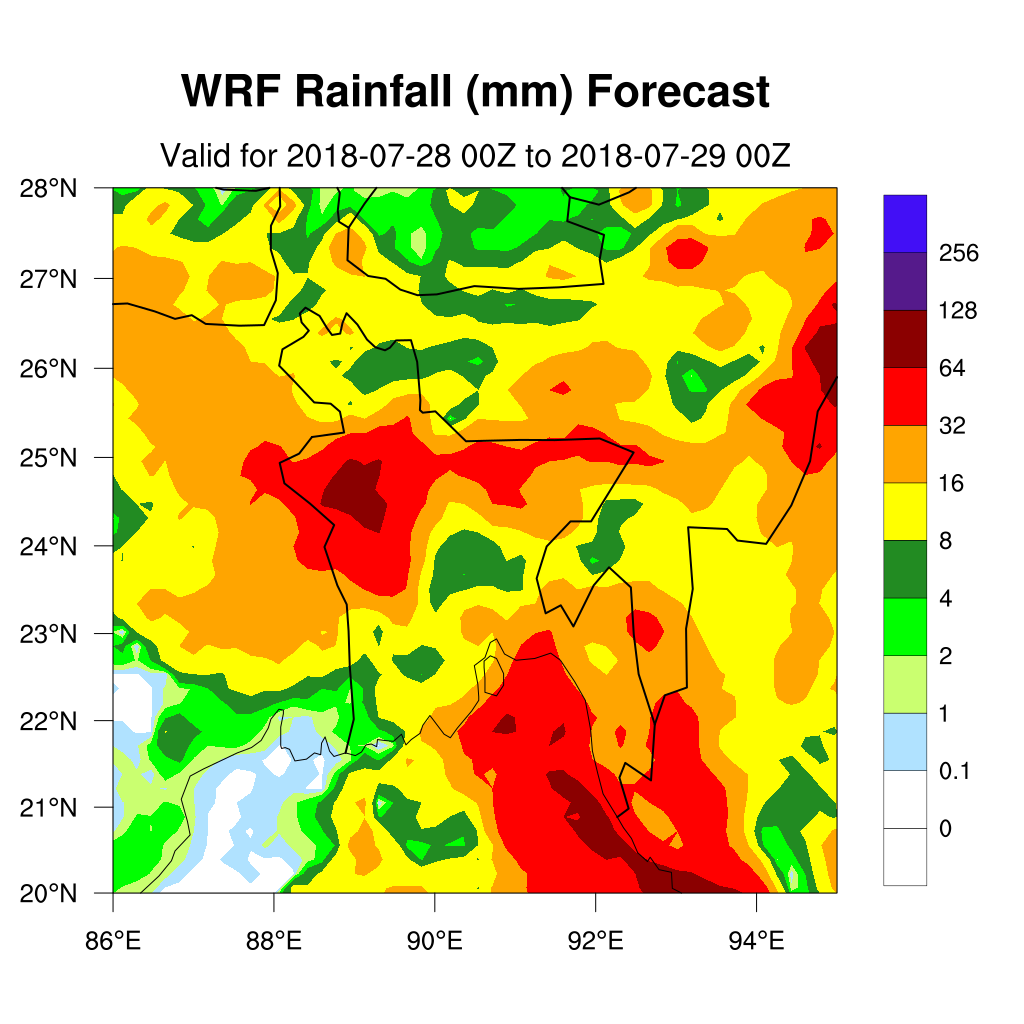 WRF Rainfall (mm) Forecast
Valid for 2018-07-28 00Z to 2018-07-29 00Z
28°N
27°N
26°N
25°N
24°N
23°N
22°N
21°N
20°N
86°E 88°E 90°E 92°E 94°E
256
128
64
32
16
8
4
2
1
0.1
0